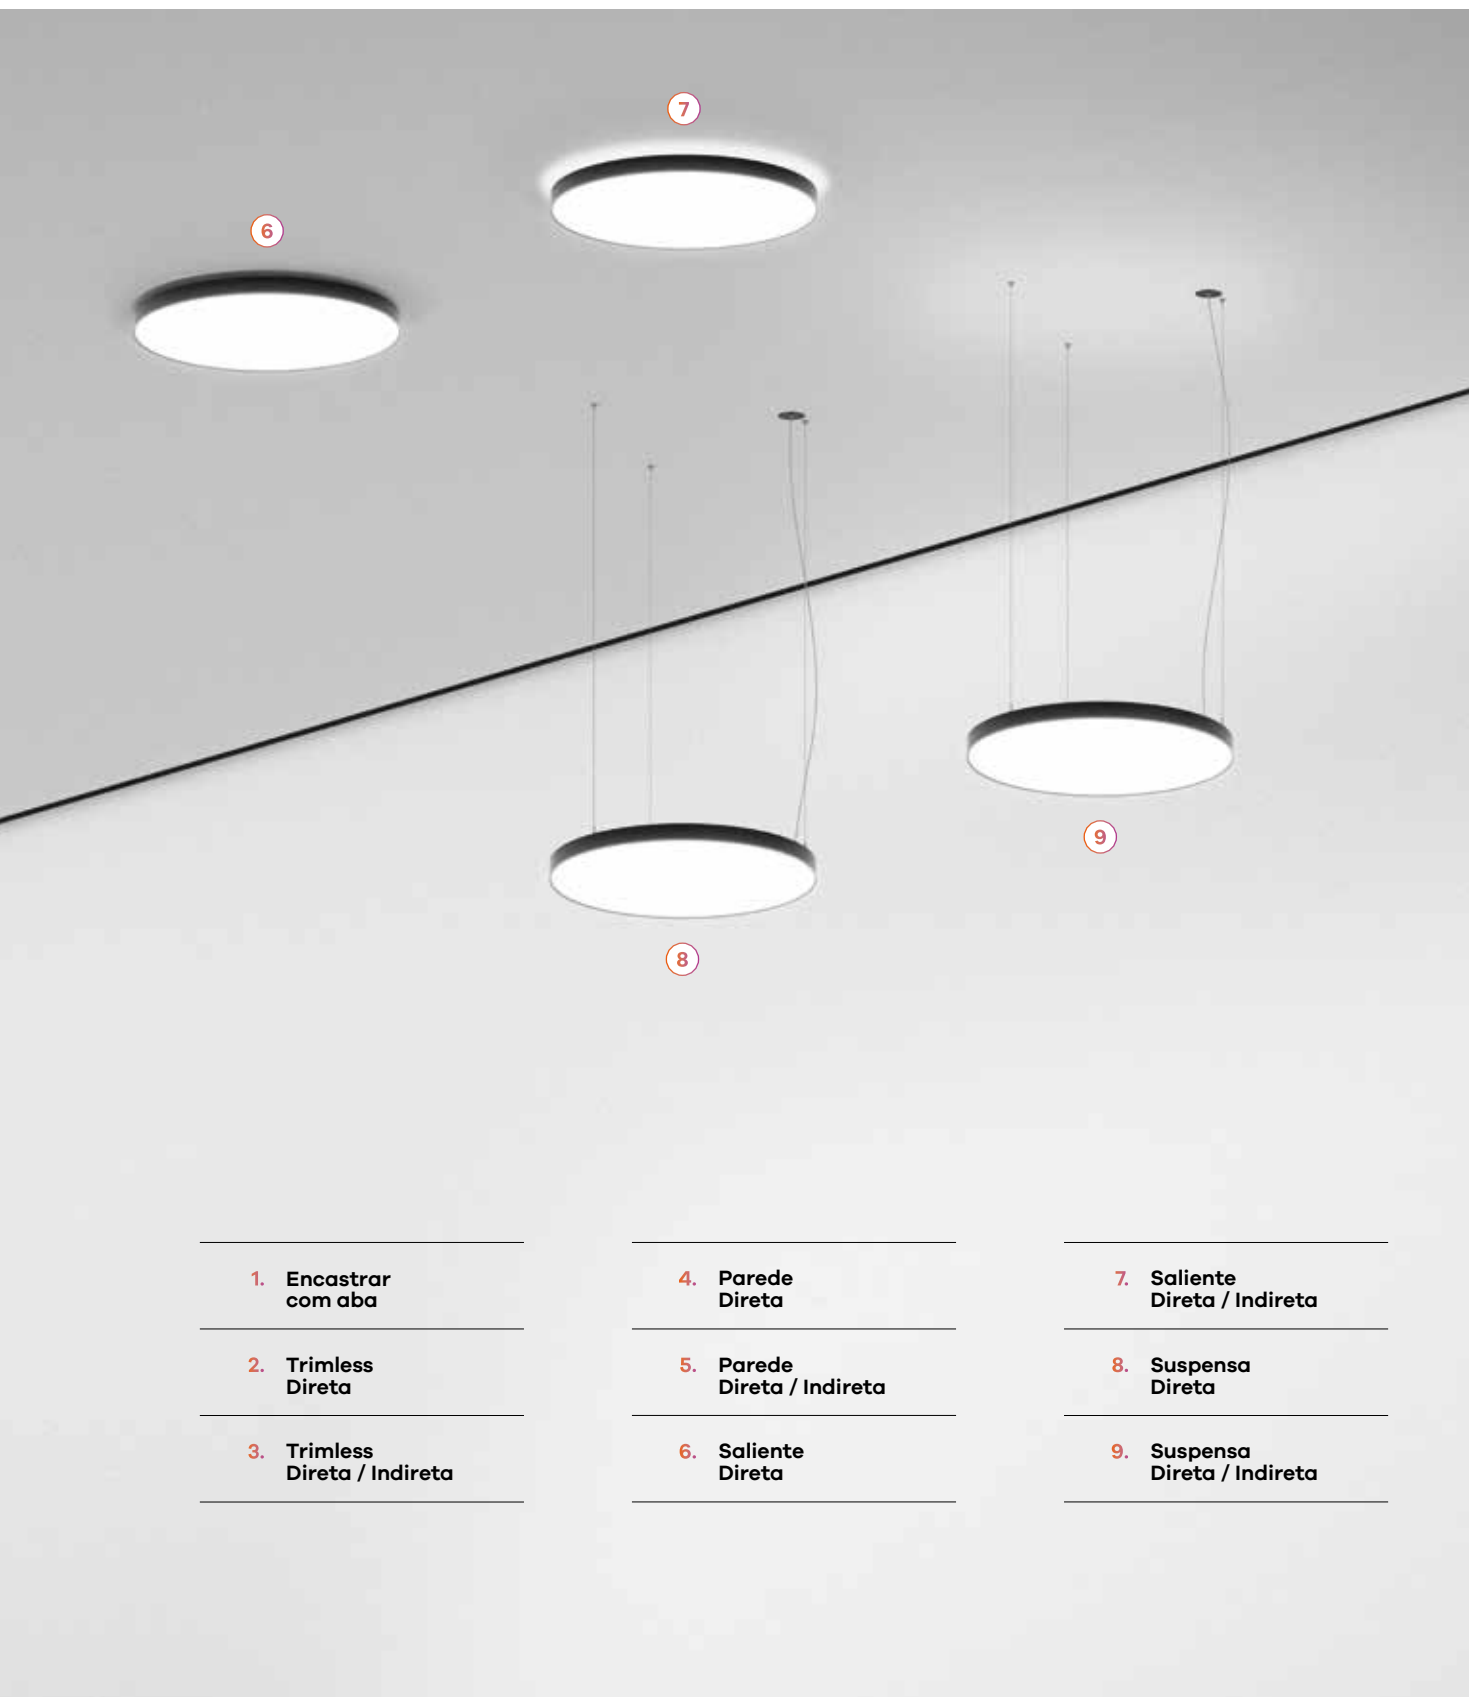 7
6
9
8
1. Encastrar
com aba
2. Trimless
Direta
3. Trimless
Direta / Indireta
4. Parede
Direta
5. Parede
Direta / Indireta
6. Saliente
Direta
7. Saliente
Direta / Indireta
8. Suspensa
Direta
9. Suspensa
Direta / Indireta